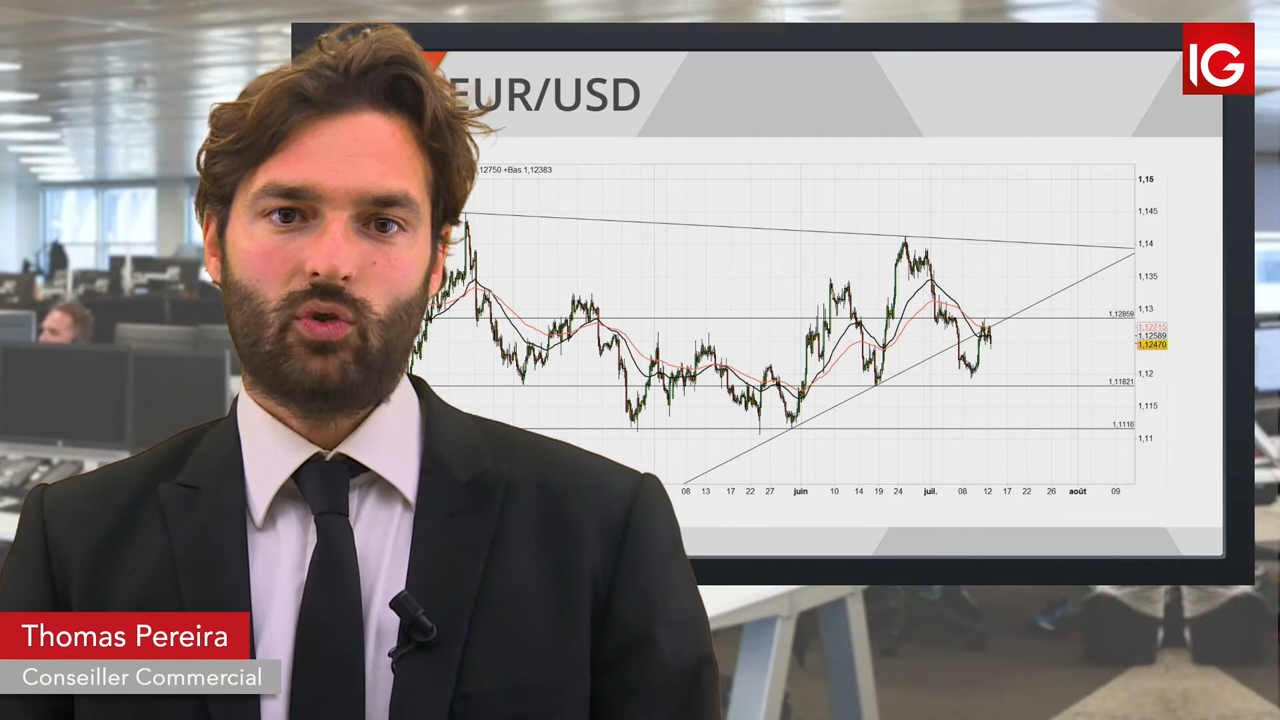 IG
EUR/USD
,12750 +Bas 1,12383
1,15
1,145
1,14
1,135
1,13
1,12859
1,12715
1,12589
1,12470
1,12
1,11821
1,115
1,1116
1,11
08 13 17 22 27 juin 10 14 19 24 juil. 08 12 17 22 26 août 09
Thomas Pereira
Conseiller Commercial